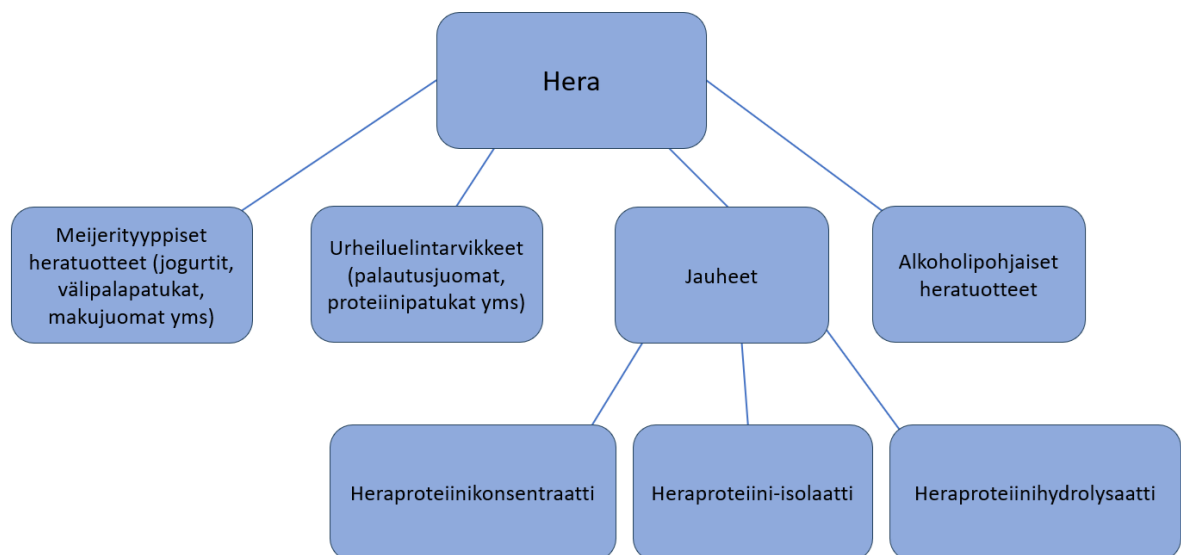 Hera
Meijerityyppiset
heratuotteet (jogurtit,
välipalapatukat,
makujuomat yms)
Urheiluelintarvikkeet
(palautusjuomat,
proteiinipatukat yms)
Jauheet
Alkoholipohjaiset
heratuotteet
Heraproteiinikonsentraatti
Heraproteiini-isolaatti
Heraproteiinihydrolysaatti